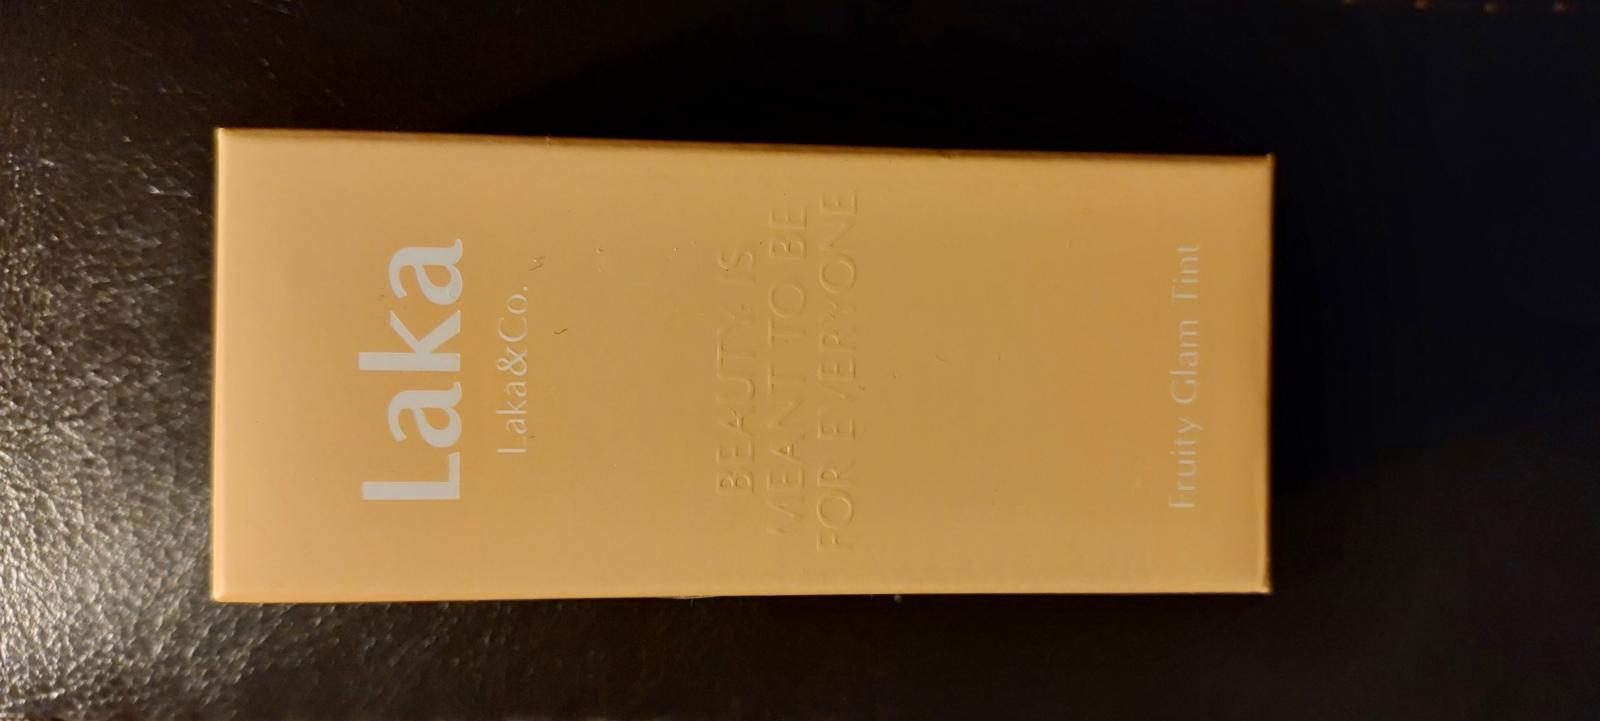 Laka
Laka&Co.
BEAUTY IS
MEANT TO BE
FOR EVERYONE
Fruity Glam Tint